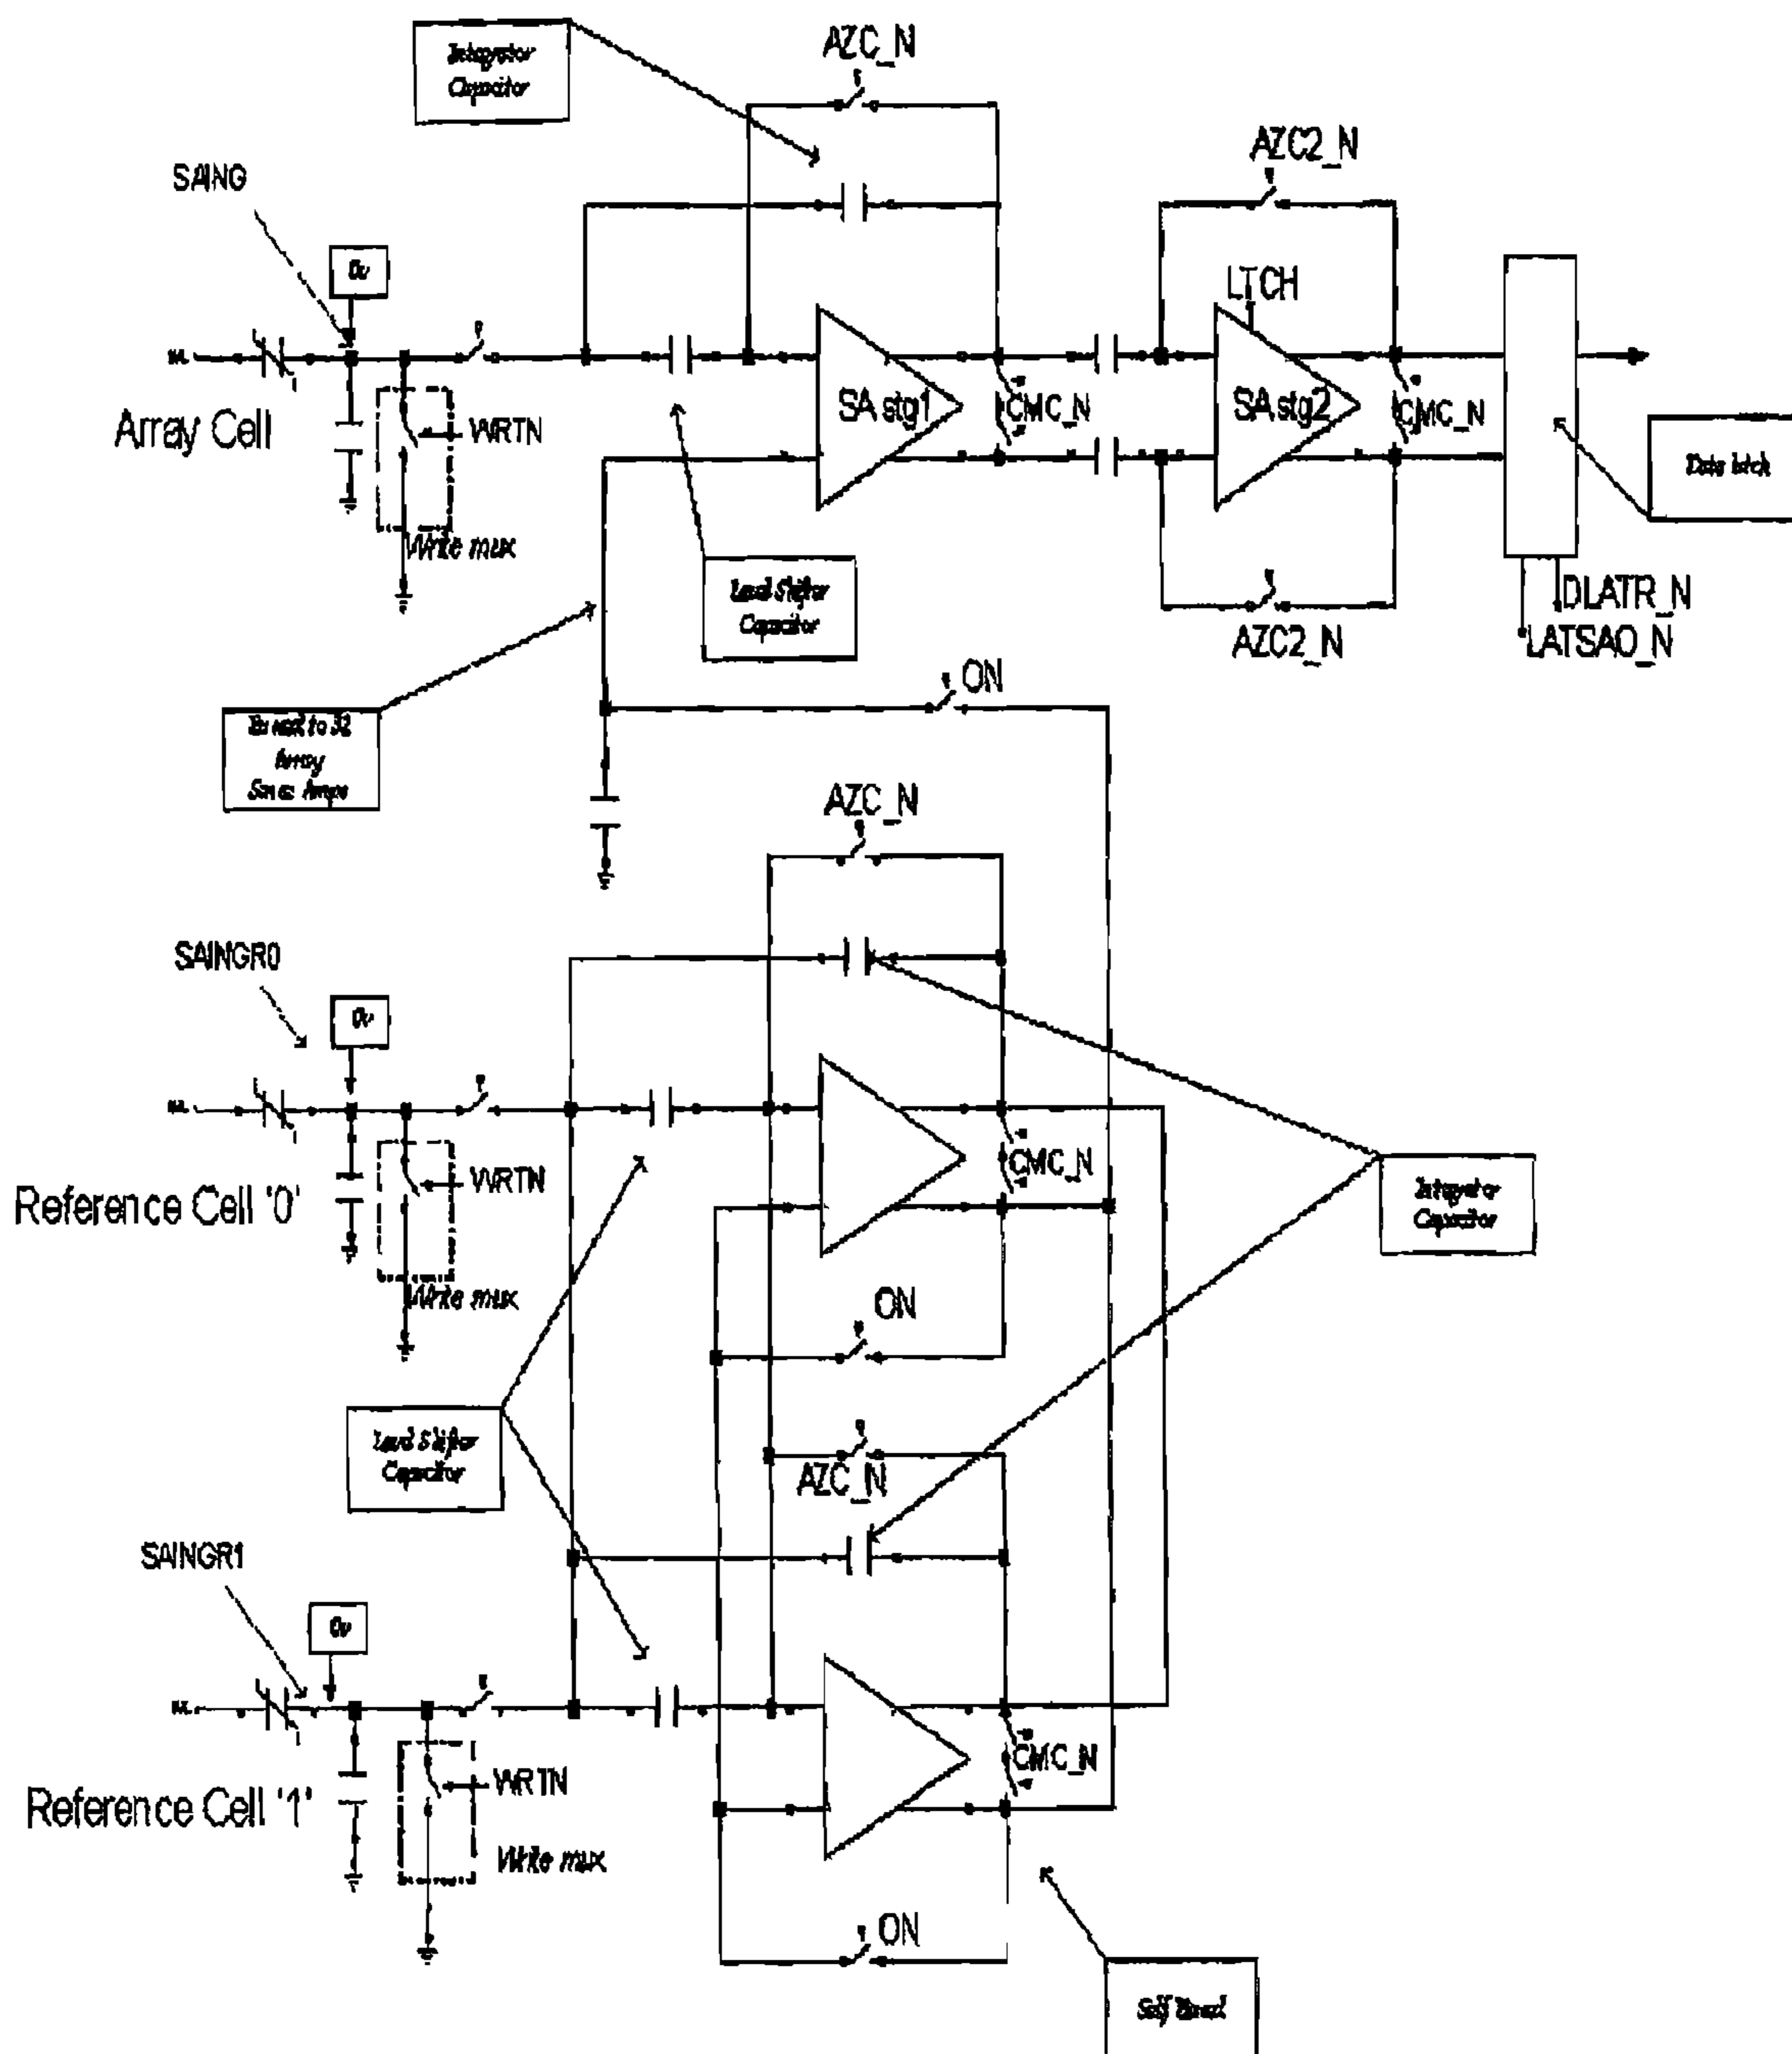 Integrator
Capacitor
AZC_N
AZC2_N
SAING
0v
LTCH
SA stg1
CMC_N
SA stg2
CMC_N
Array Cell
WRTN
Write mux
Data latch
Level Shifter
Capacitor
DLATR_N
AZC2_N
LATSAO_N
ON
to 32
Array
Sense Amps
AZC_N
SAINGR0
0v
CMC_N
WRTN
Reference Cell '0'
Integrator
Capacitor
Write mux
ON
Level Shifter
Capacitor
AZC_N
SAINGR1
0v
CMC_N
WRTN
Reference Cell '1'
Write mux
ON
Self Biased